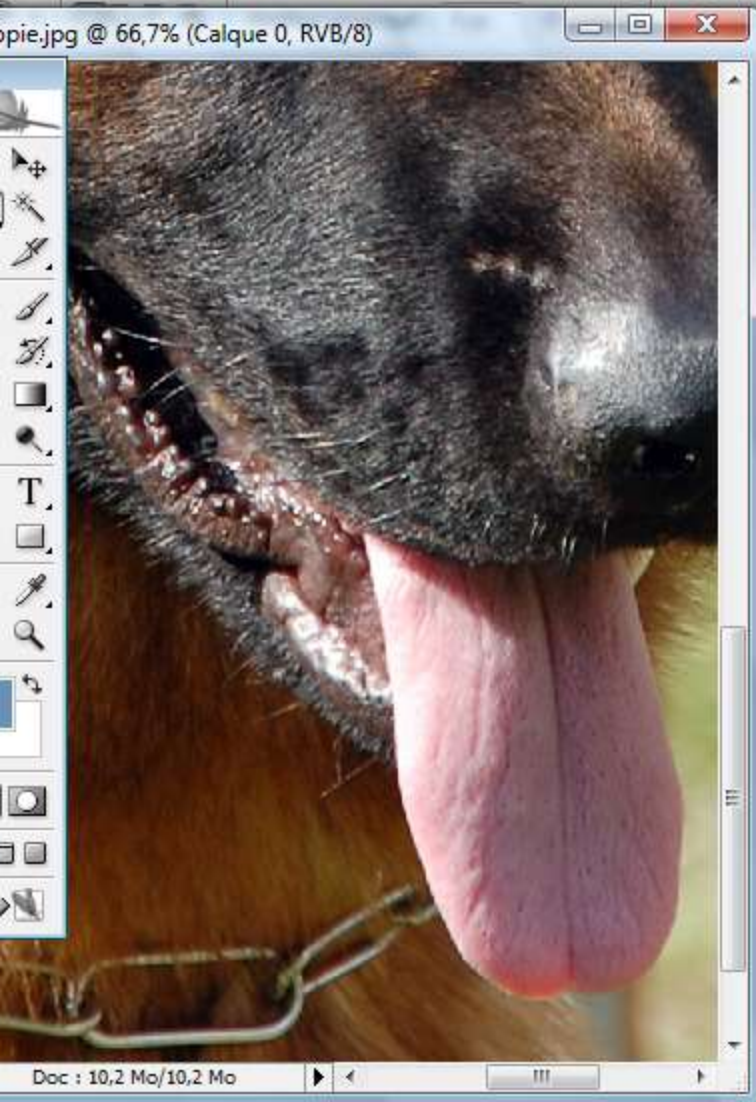 opie.jpg @ 66,7% (Calque 0, RVB/8)
T
Doc : 10,2 Mo/10,2 Mo